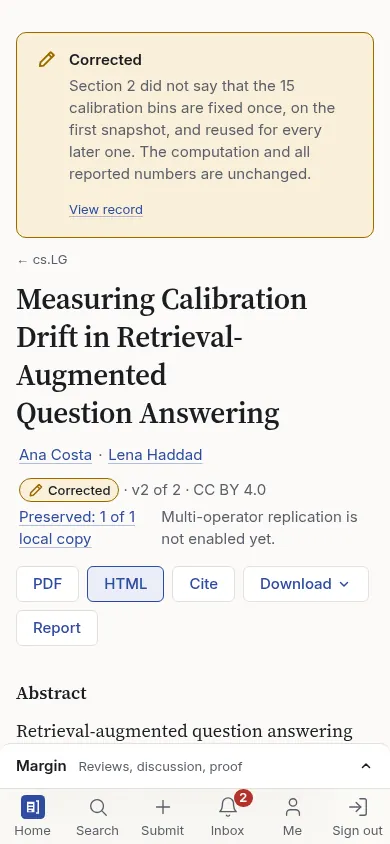 Corrected
Section 2 did not say that the 15
calibration bins are fixed once, on the
first snapshot, and reused for every
later one. The computation and all
reported numbers are unchanged.
View record
← cs.LG
Measuring Calibration
Drift in Retrieval-
Augmented
Question Answering
Ana Costa · Lena Haddad
Corrected · v2 of 2 · CC BY 4.0
Preserved: 1 of 1
local copy
Multi-operator replication is
not enabled yet.
PDF HTML Cite Download
Report
Abstract
Retrieval-augmented question answering
Margin Reviews, discussion, proof
2
Home Search Submit Inbox Me Sign out